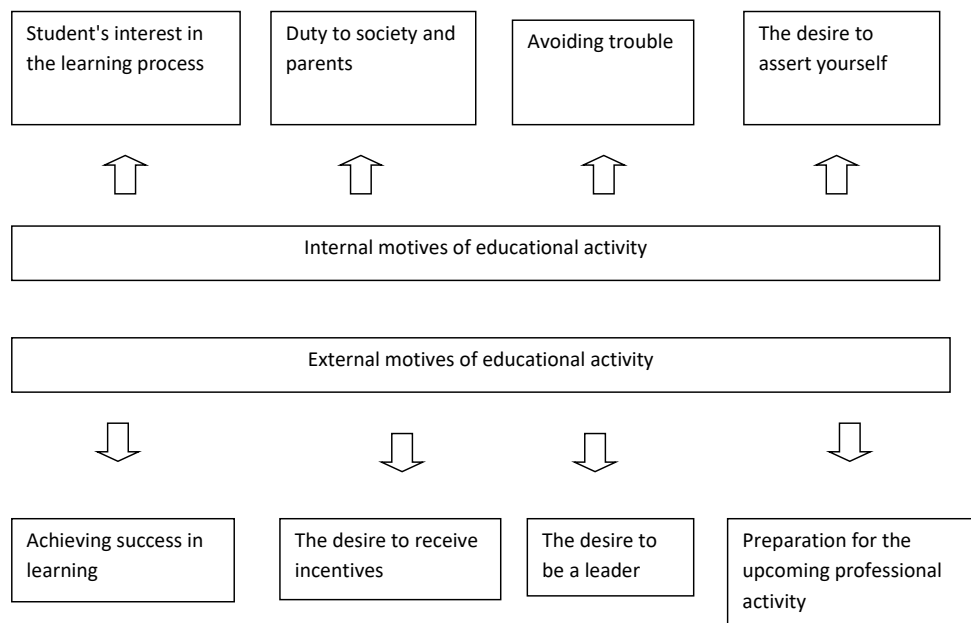 Student's interest in
the learning process
Duty to society and
parents
Avoiding trouble
The desire to
assert yourself
Internal motives of educational activity
External motives of educational activity
Achieving success in
learning
The desire to receive
incentives
The desire to
be a leader
Preparation for the
upcoming professional
activity